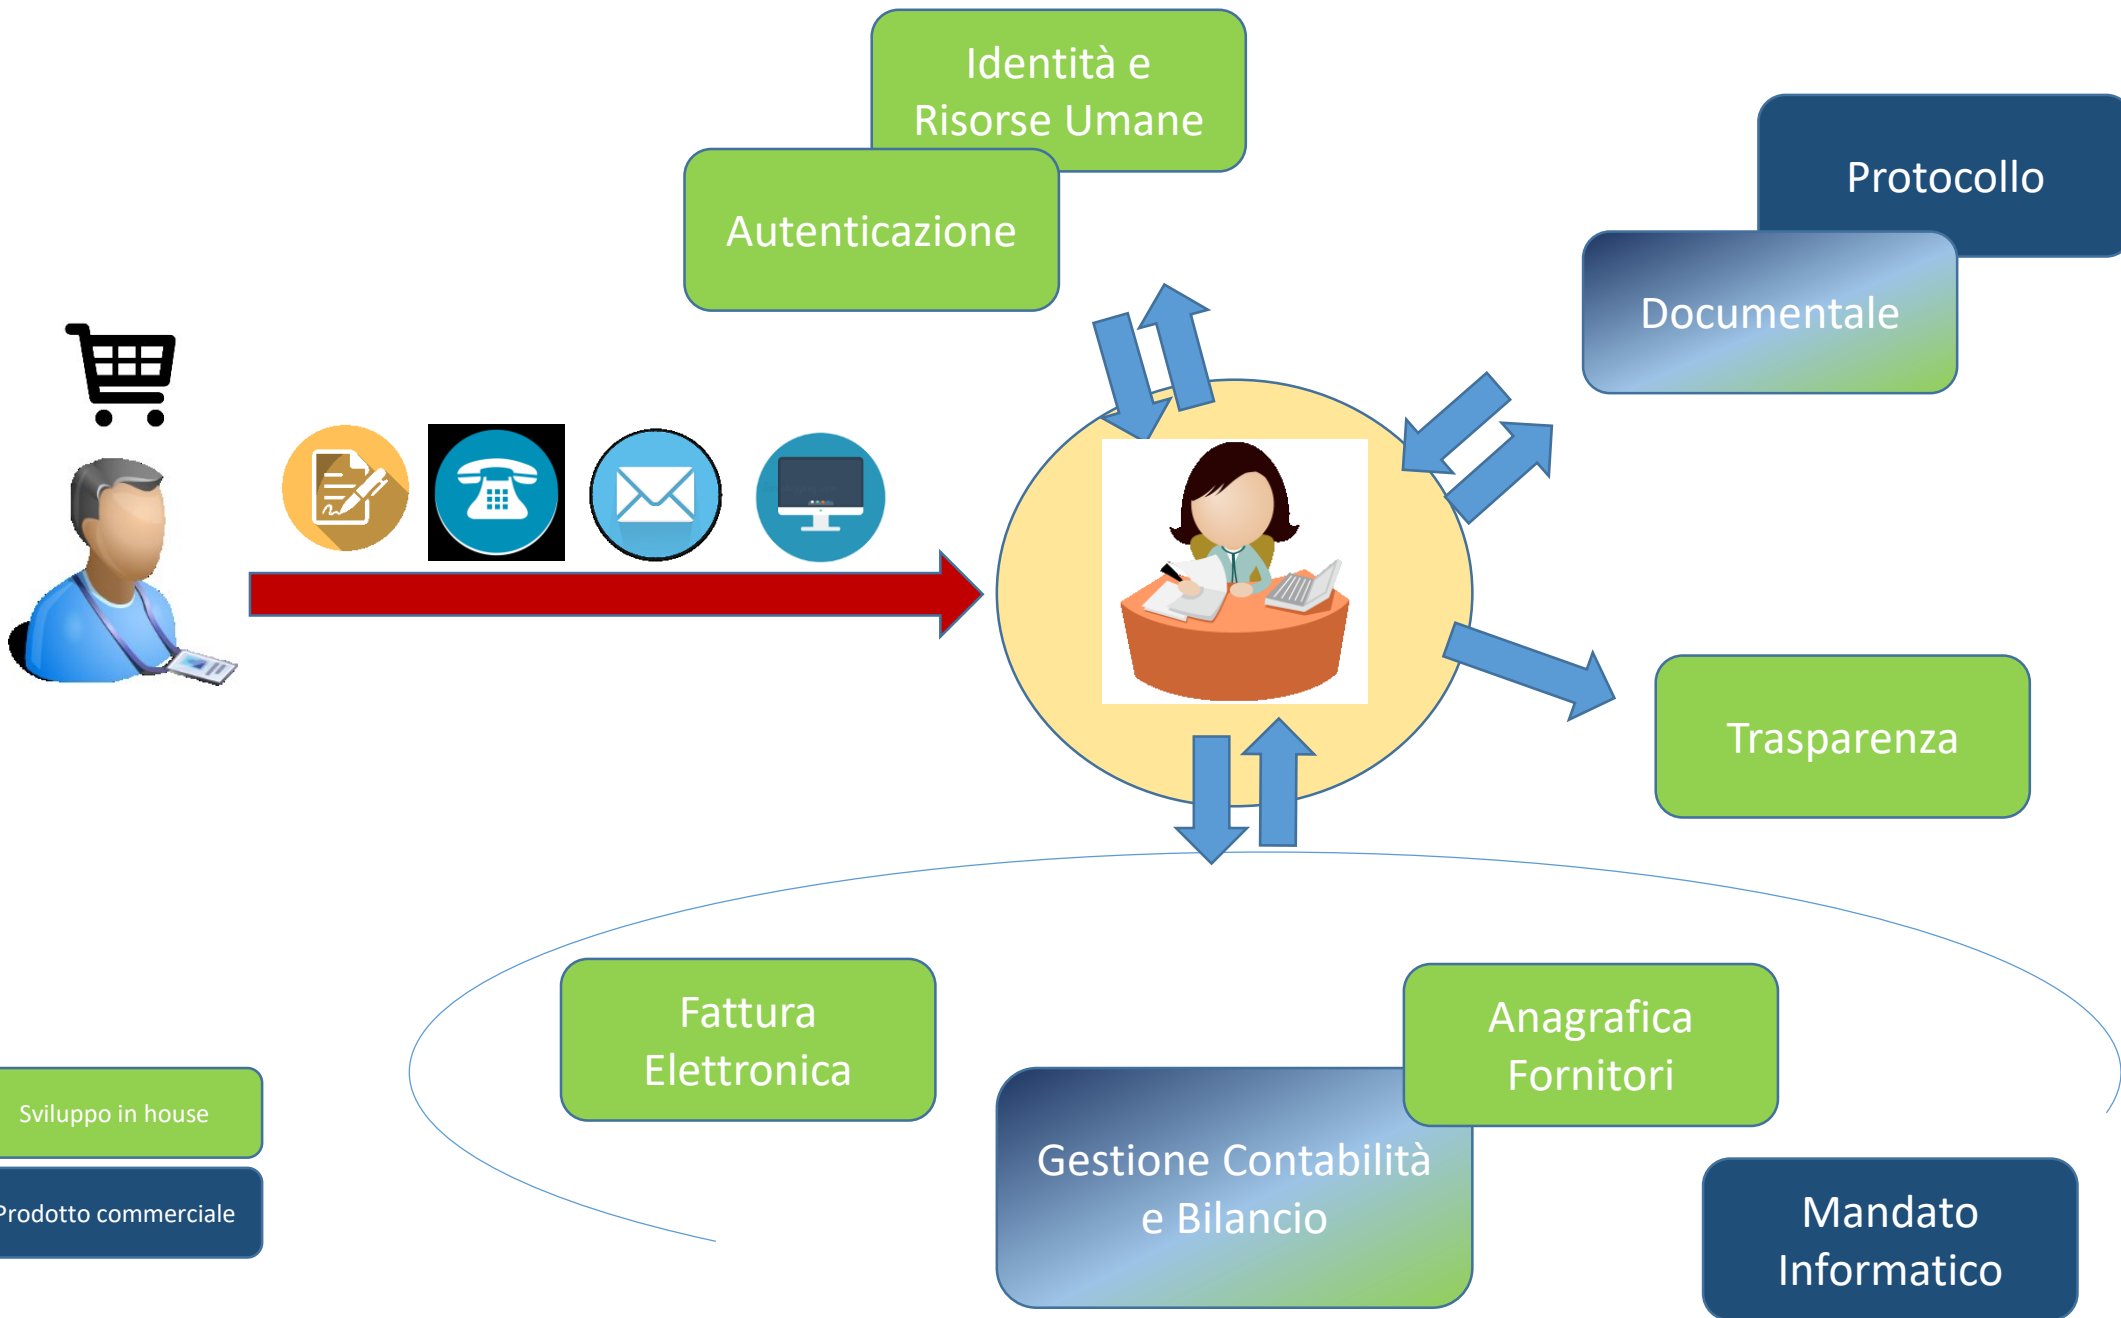 Identità e
Risorse Umane
Autenticazione
Protocollo
Documentale
Trasparenza
Fattura
Elettronica
Anagrafica
Fornitori
Gestione Contabilità
e Bilancio
Mandato
Informatico
Sviluppo in house
Prodotto commerciale